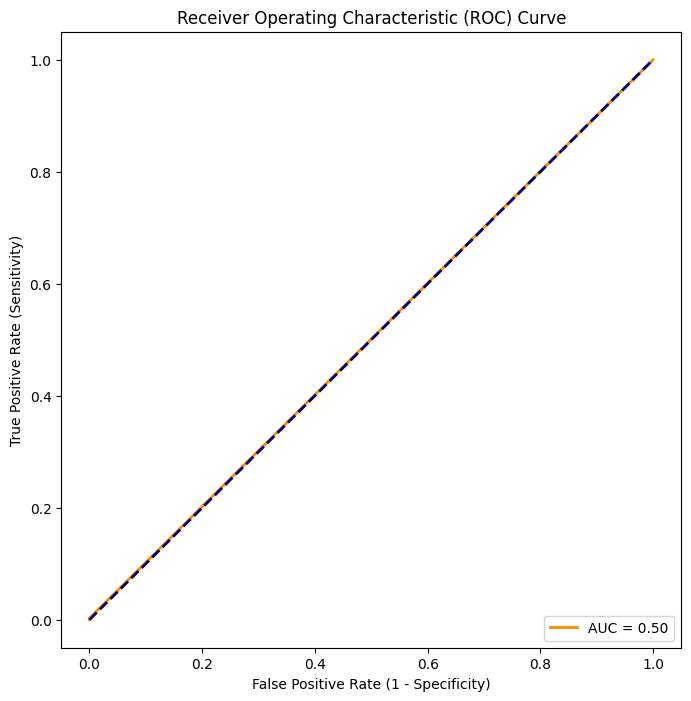 Receiver Operating Characteristic (ROC) Curve
True Positive Rate (Sensitivity)
1.0
0.8
0.6
0.4
0.2
0.0
AUC = 0.50
0.0 0.2 0.4 0.6 0.8 1.0
False Positive Rate (1 - Specificity)